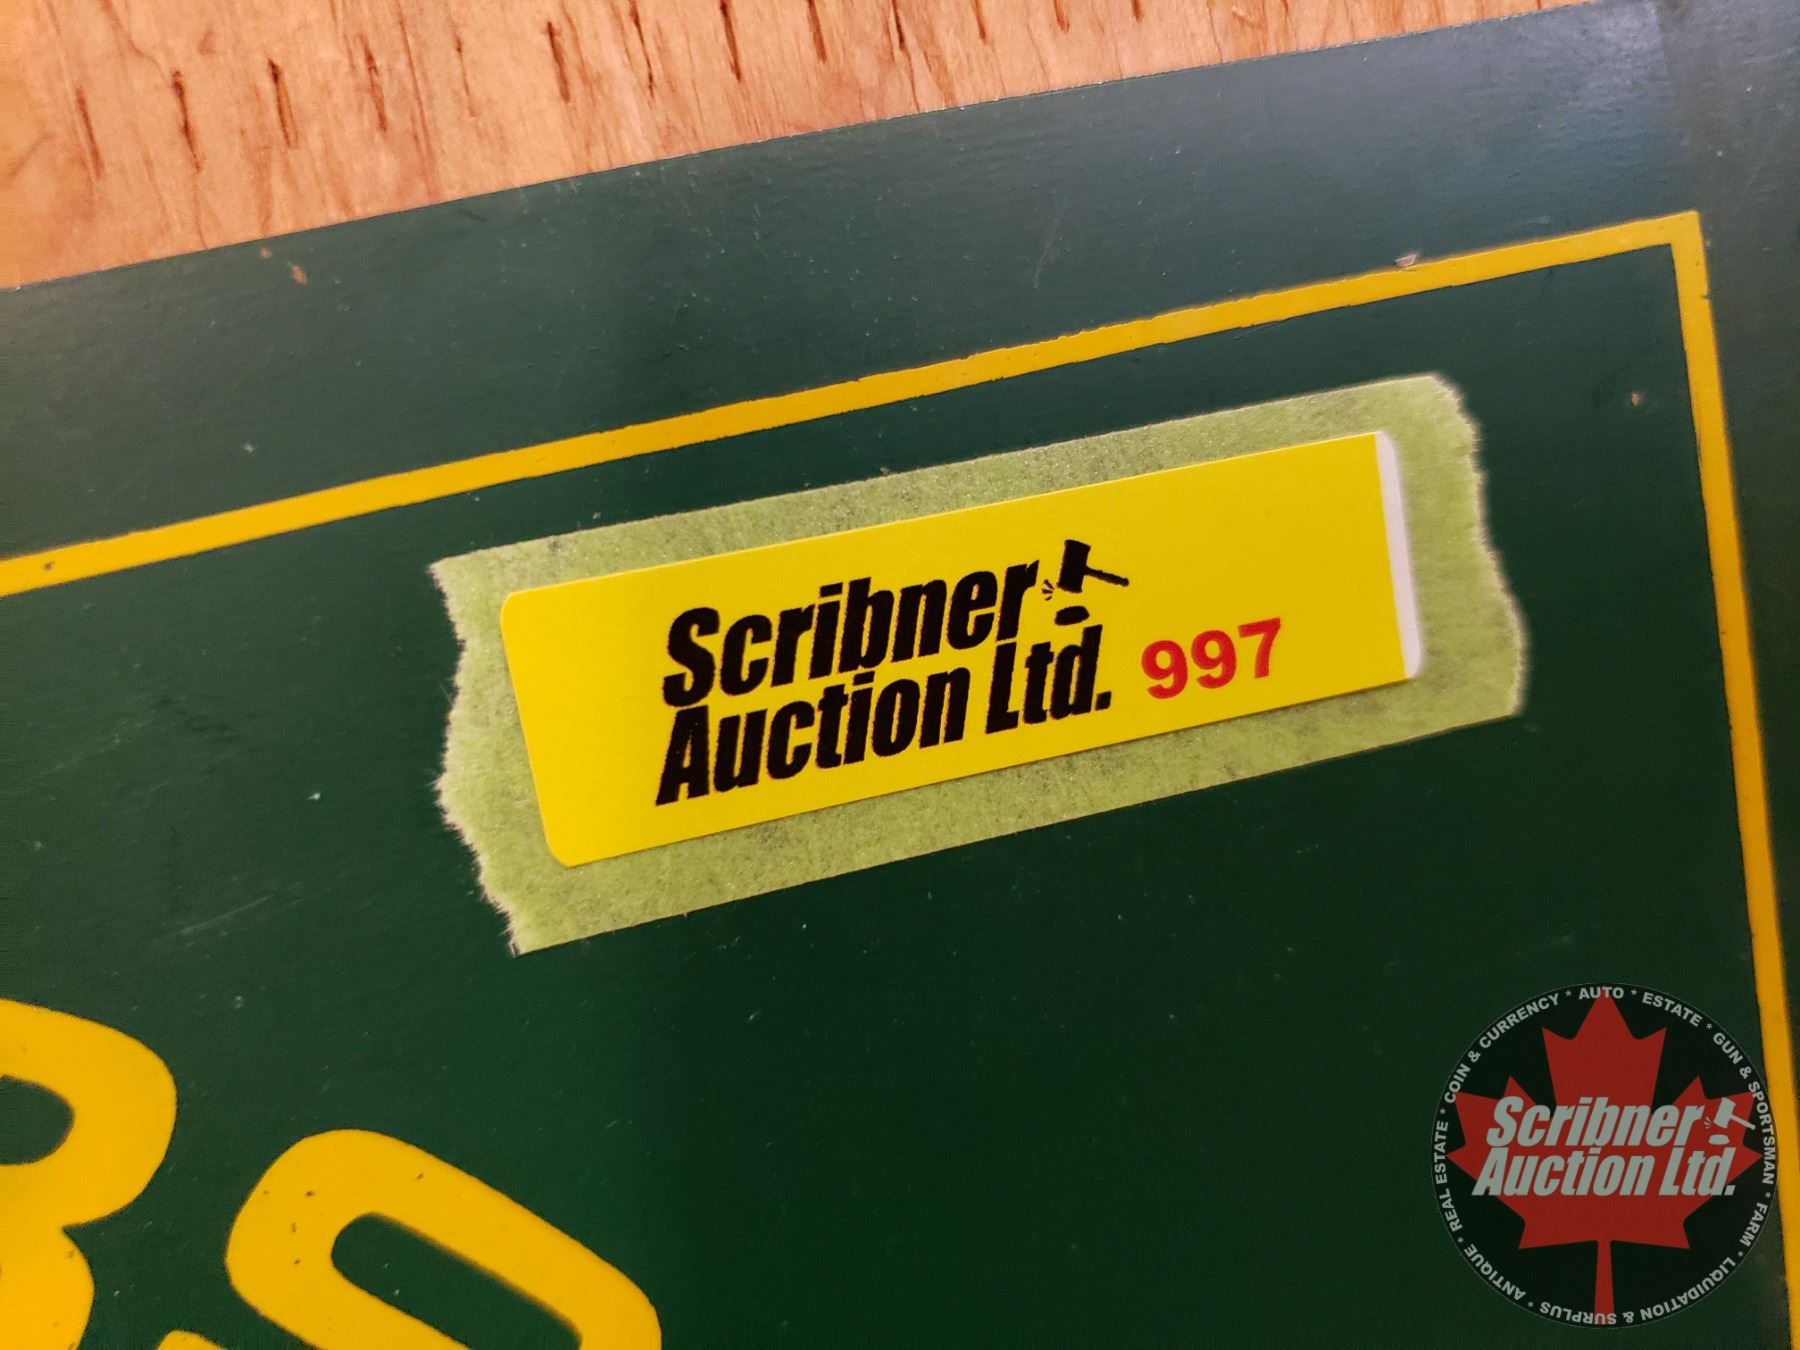 Scribner
Auction Ltd. 997
REAL ESTATE * COIN & CURRENCY * AUTO * ESTATE * GUN & SPORTSMAN * FARM * LIQUIDATION & SURPLUS * ANTIQUE *
Scribner
Auction Ltd.